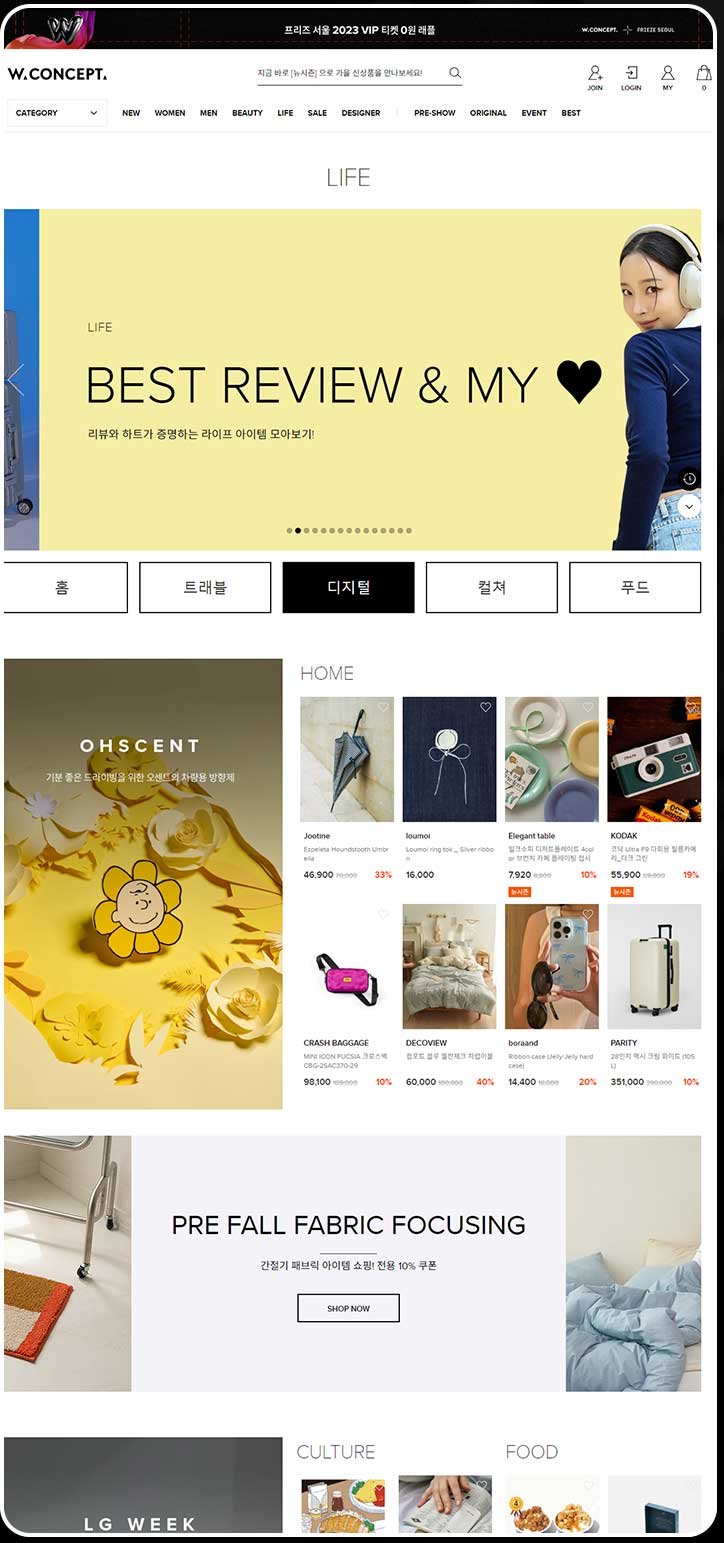 프리즈 서울 2023 VIP 티켓 0원 래플
W.CONCEPT. FRIEZE SEOUL
W.CONCEPT.
지금 바로 [뉴시즌] 으로 가을 신상품을 만나보세요!
JOIN LOGIN MY 0
CATEGORY NEW WOMEN MEN BEAUTY LIFE SALE DESIGNER PRE-SHOW ORIGINAL EVENT BEST
LIFE
LIFE
BEST REVIEW & MY ♥
리뷰와 하트가 증명하는 라이프 아이템 모아보기!
홈 트래블 디지털 컬쳐 푸드
OHSCENT
기분 좋은 드라이빙을 위한 오센트의 차량용 방향제
HOME
Jootine
Ezpeleta Houndstooth Umbr
ella
46,900 70,000 33%
loumoi
Loumoi ring tok _ Silver ribbo
n
16,000
Elegant table
밀크소피 디저트플레이트 4col
or 브런치 카페 플레이팅 접시
7,920 8,800 10%
뉴시즌
KODAK
코닥 Ultra F9 다회용 필름카메
라_다크 그린
55,900 69,000 19%
뉴시즌
CRASH BAGGAGE
MINI ICON FUCSIA 크로스백
CBG-2SAC370-29
98,100 109,000 10%
DECOVIEW
컴포트 블루 멜란체크 차렵이불
60,000 100,000 40%
boraand
Ribbon case (Jelly/Jelly hard
case)
14,400 18,000 20%
PARITY
28인치 맥시 크림 화이트 (105
L)
351,000 390,000 10%
PRE FALL FABRIC FOCUSING
간절기 패브릭 아이템 쇼핑! 전용 10% 쿠폰
SHOP NOW
LG WEEK
CULTURE
FOOD
4